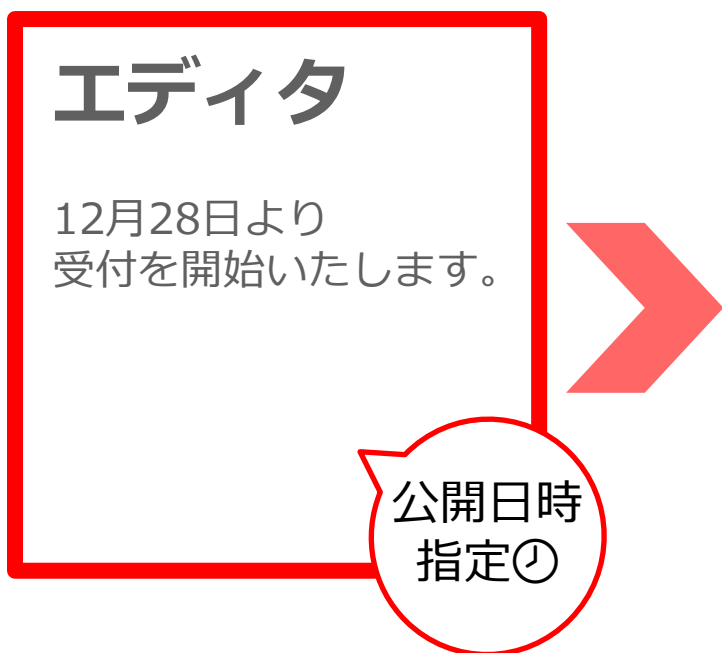 エディタ
12月28日より
受付を開始いたします。
公開日時
指定🕗